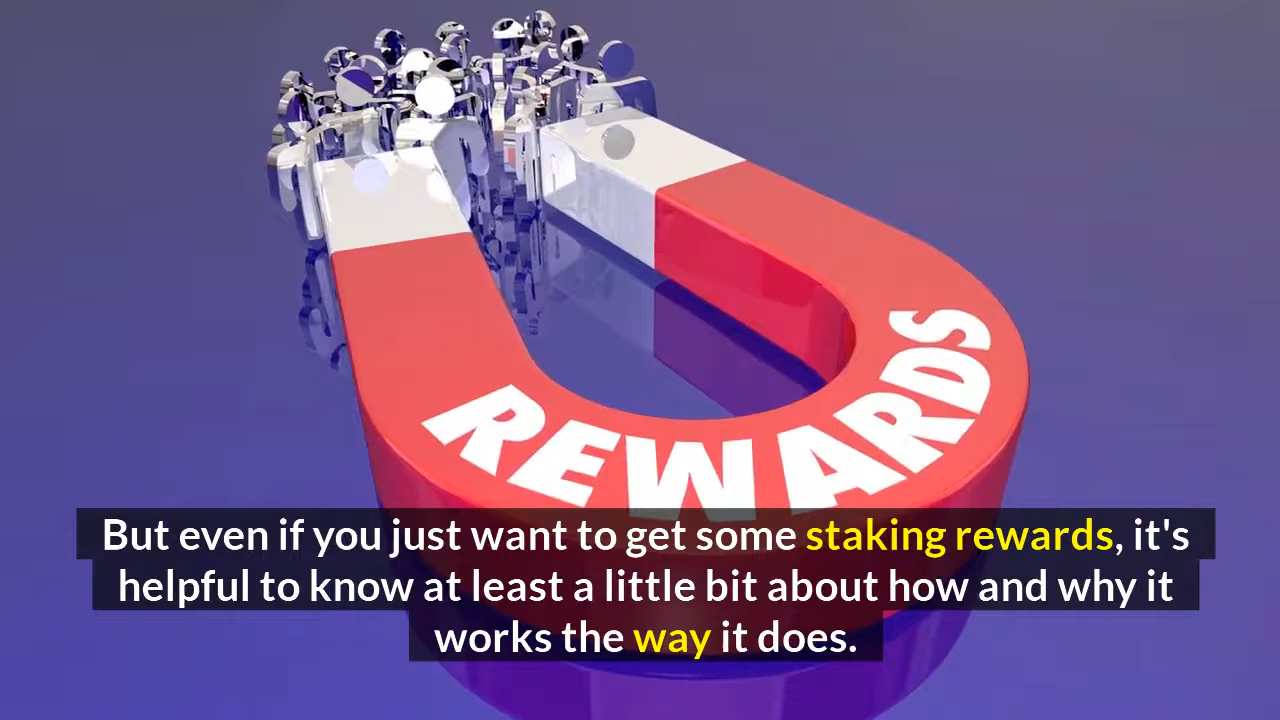 REWARDS
But even if you just want to get some staking rewards, it's
helpful to know at least a little bit about how and why it
works the way it does.